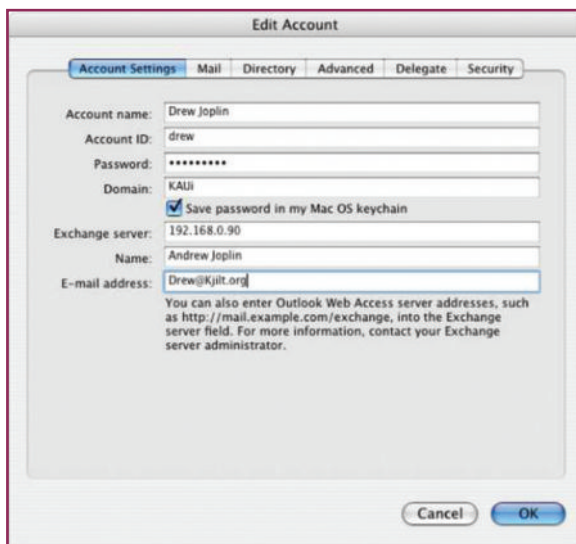 Edit Account
Account Settings Mail Directory Advanced Delegate Security
Account name: Drew Joplin
Account ID: drew
Password: •••••••••
Domain: KAUi
Save password in my Mac OS keychain
Exchange server: 192.168.0.90
Name: Andrew Joplin
E-mail address: Drew@Kjilt.org
You can also enter Outlook Web Access server addresses, such
as http://mail.example.com/exchange, into the Exchange
server field. For more information, contact your Exchange
server administrator.
Cancel OK